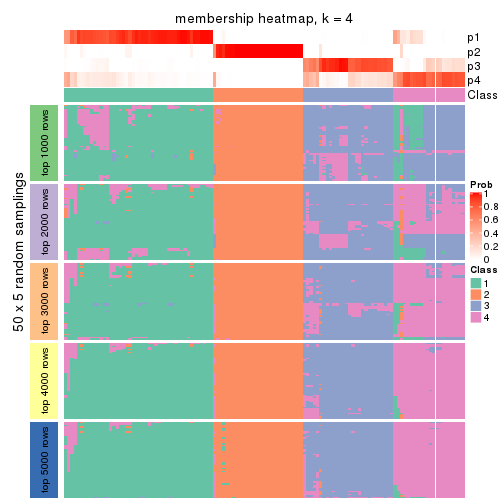 membership heatmap, k = 4
p1
p2
p3
p4
Class
50 x 5 random samplings
top 1000 rows
top 2000 rows
top 3000 rows
top 4000 rows
top 5000 rows
Prob
1
0.8
0.6
0.4
0.2
0
Class
1
2
3
4